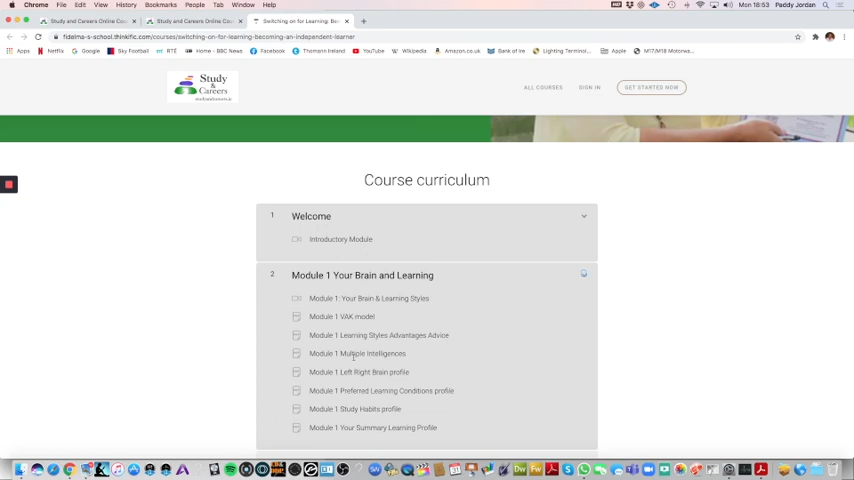 Chrome File Edit View History Bookmarks People Tab Window Help Mon 18:53 Paddy Jordan
Study and Careers Online Cou Study and Careers Online Cou Switching on for Learning: Bec
fidelma-s-school.thinkific.com/courses/switching-on-for-learning-becoming-an-independent-learner
Apps Netflix Google Sky Football Home - BBC News Facebook Thomann Ireland YouTube Wikipedia Amazon.co.uk Bank of Ire Lighting Terminol... Apple M17/M18 Motorwa...
Study & Careers
ALL COURSES SIGN IN GET STARTED NOW
Course curriculum
1 Welcome
Introductory Module
2 Module 1 Your Brain and Learning
Module 1: Your Brain & Learning Styles
Module 1 VAK model
Module 1 Learning Styles Advantages Advice
Module 1 Multiple Intelligences
Module 1 Left Right Brain profile
Module 1 Preferred Learning Conditions profile
Module 1 Study Habits profile
Module 1 Your Summary Learning Profile